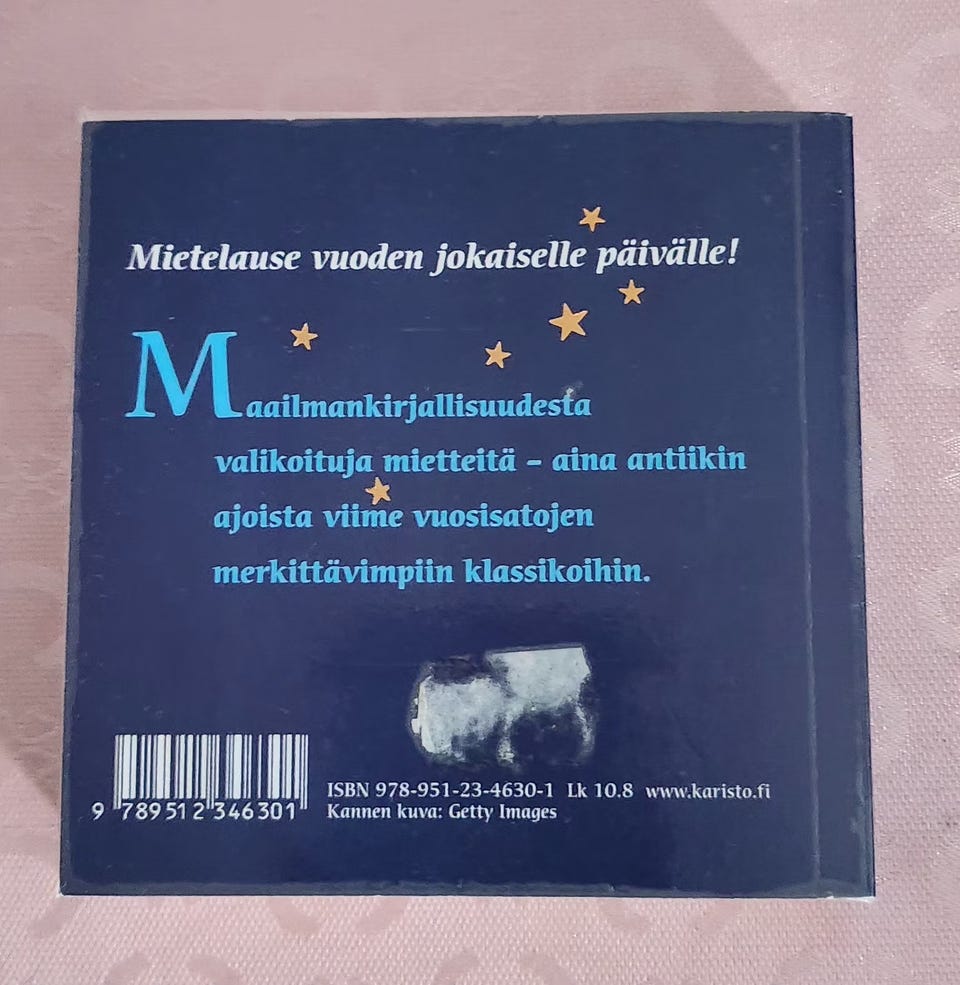 Mietelause vuoden jokaiselle päivälle!
Maailmankirjallisuudesta
valikoituja mietteitä – aina antiikin
ajoista viime vuosisatojen
merkittävimpiin klassikoihin.
ISBN 978-951-23-4630-1 Lk 10.8 www.karisto.fi
9 789512 346301 Kannen kuva: Getty Images